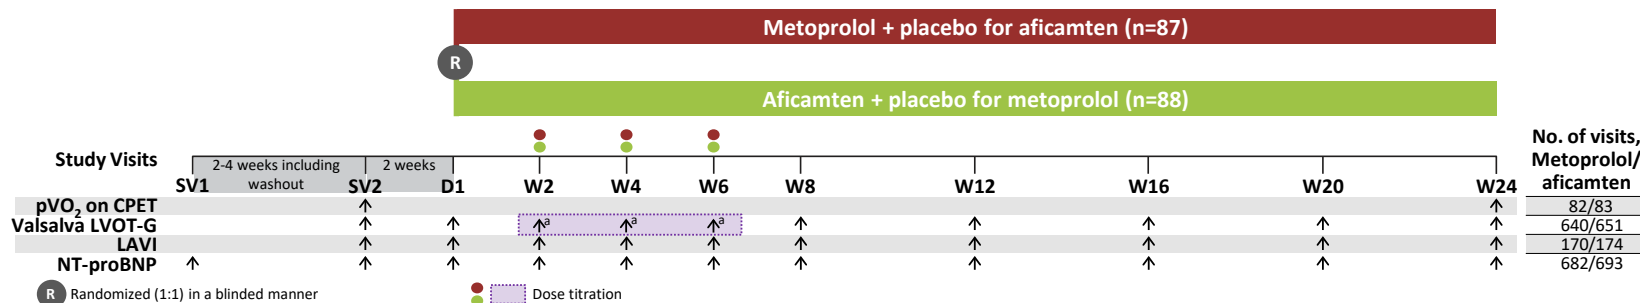 Metoprolol + placebo for aficamten (n=87)
R
Aficamten + placebo for metoprolol (n=88)
Study Visits
2-4 weeks including
washout
2 weeks
No. of visits,
Metoprolol/
aficamten
SV1 SV2 D1 W2 W4 W6 W8 W12 W16 W20 W24
pVO₂ on CPET 82/83
Valsalva LVOT-G a a a 640/651
LAVI 170/174
NT-proBNP 682/693
R Randomized (1:1) in a blinded manner Dose titration